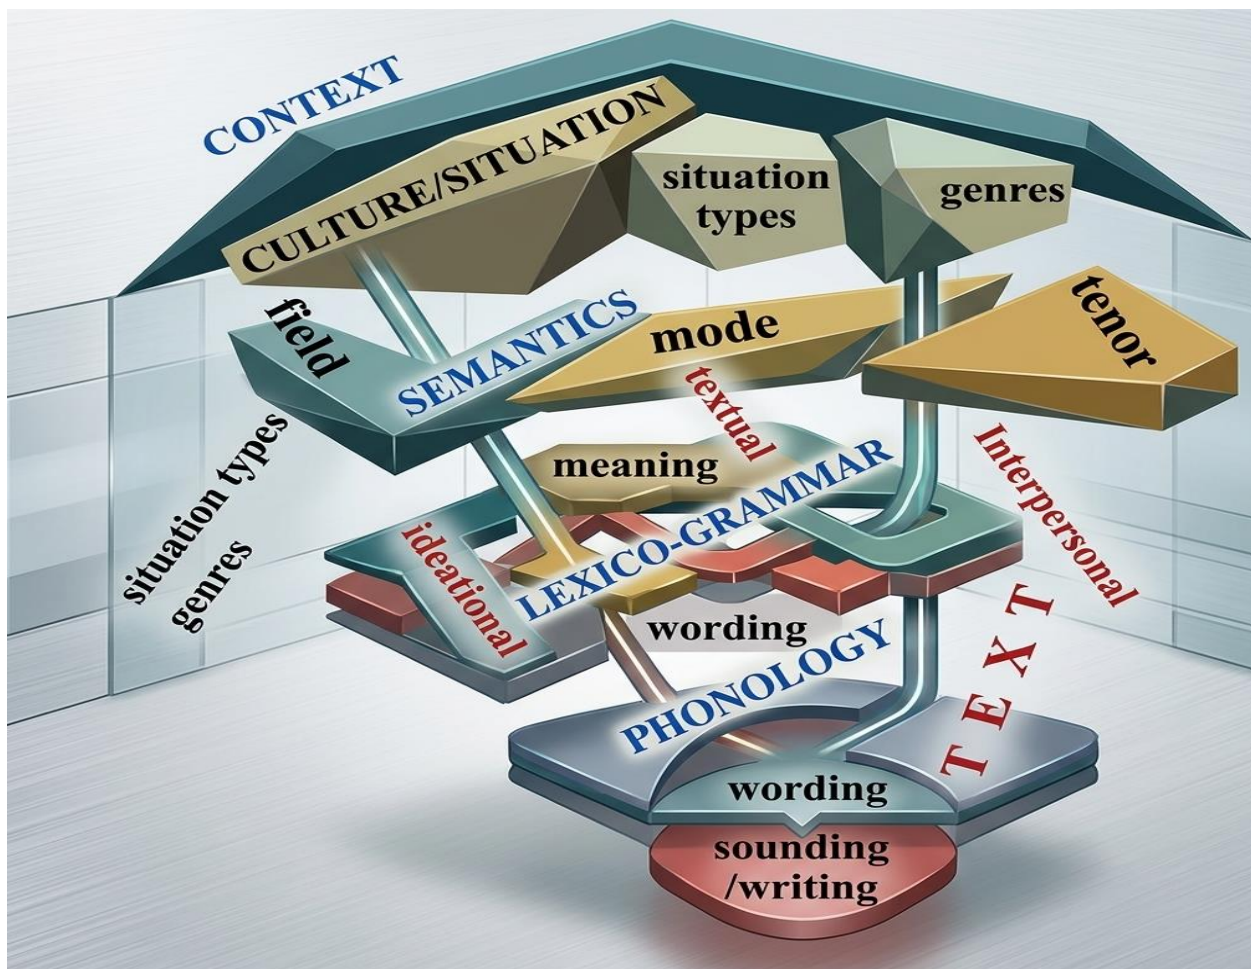 CONTEXT
CULTURE/SITUATION
situation
types
genres
field
SEMANTICS
mode
tenor
textual
situation types
genres
meaning
ideational
LEXICO-GRAMMAR
Interpersonal
wording
PHONOLOGY
TEXT
wording
sounding
/writing